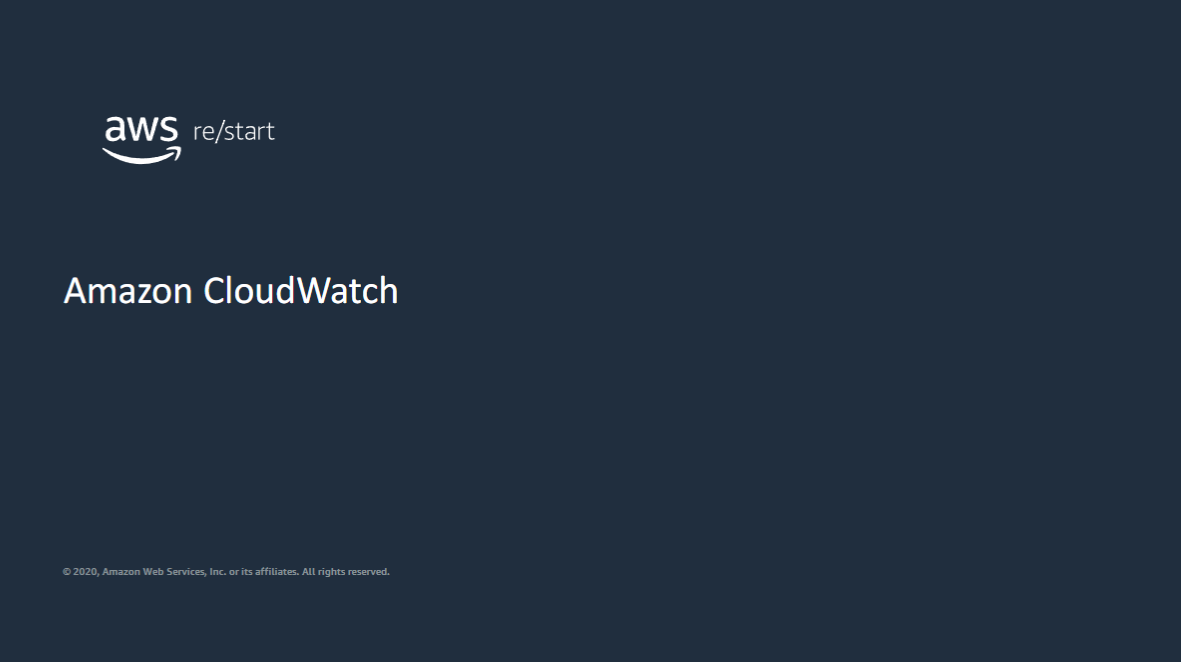 aws re/start
Amazon CloudWatch
© 2020, Amazon Web Services, Inc. or its affiliates. All rights reserved.